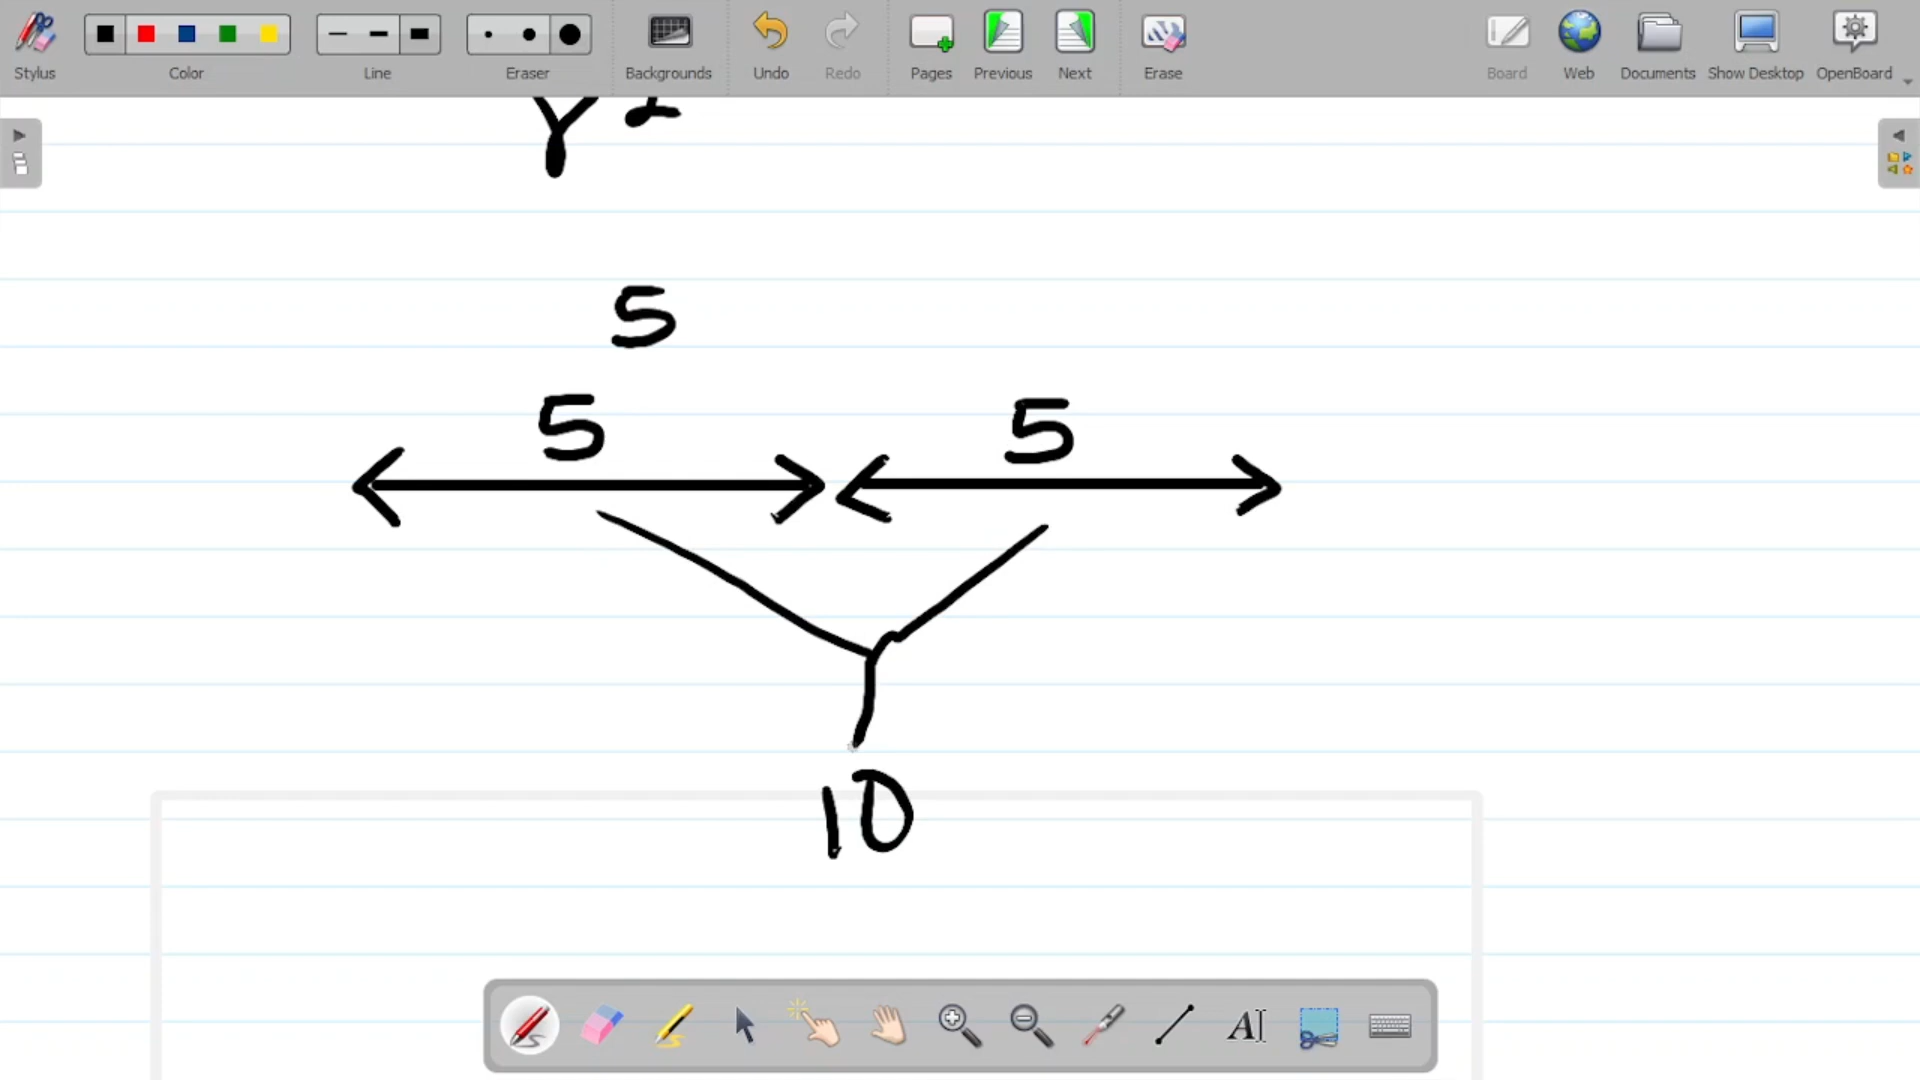 Stylus Color Line Eraser Backgrounds Undo Redo Pages Previous Next Erase Board Web Documents Show Desktop OpenBoard
γ²
5
5 5
10